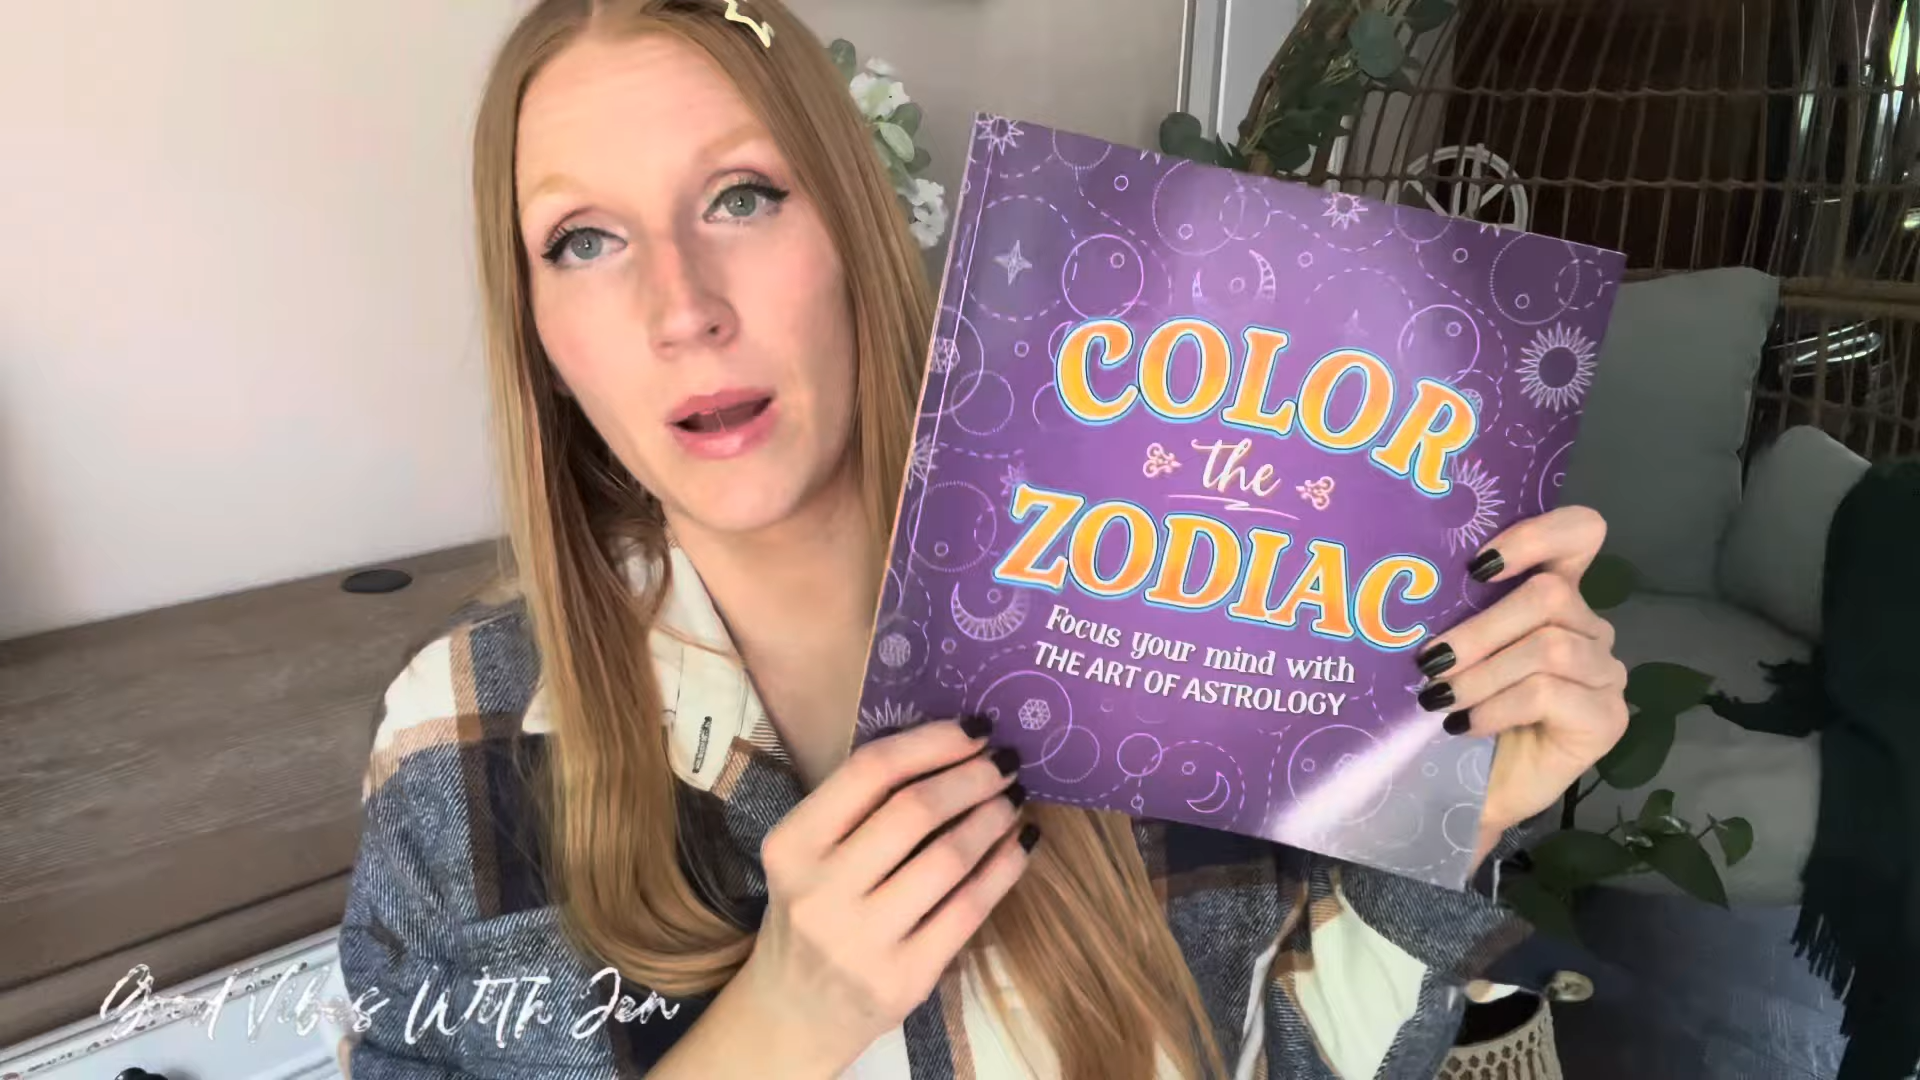 COLOR
the
ZODIAC
Focus your mind with
THE ART OF ASTROLOGY
Good Vibes With Jen